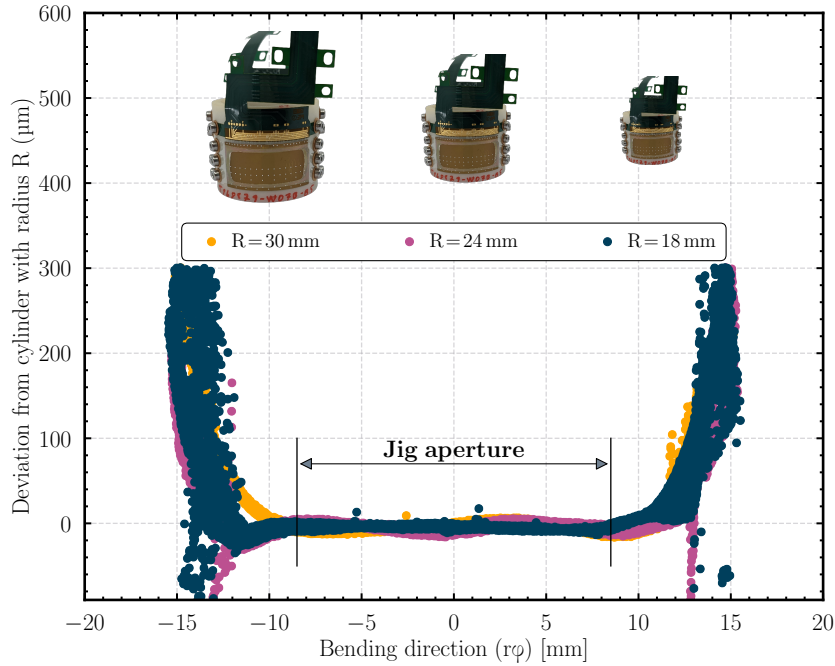 600
500
400
300
200
100
0
Deviation from cylinder with radius R (µm)
R = 30 mm
R = 24 mm
R = 18 mm
Jig aperture
−20
−15
−10
−5
0
5
10
15
20
Bending direction (rφ) [mm]